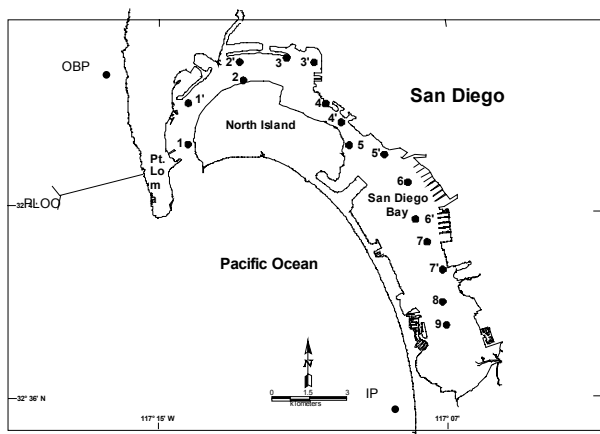 OBP
2'
3
3'
2
San Diego
1'
4
4'
North Island
1
5
5'
Pt.
Loma
6
San Diego
Bay
PLOO
6'
7
Pacific Ocean
7'
8
9
N
IP
0 1.5 3
kilometers
32° 36' N
117° 15' W
117° 07'